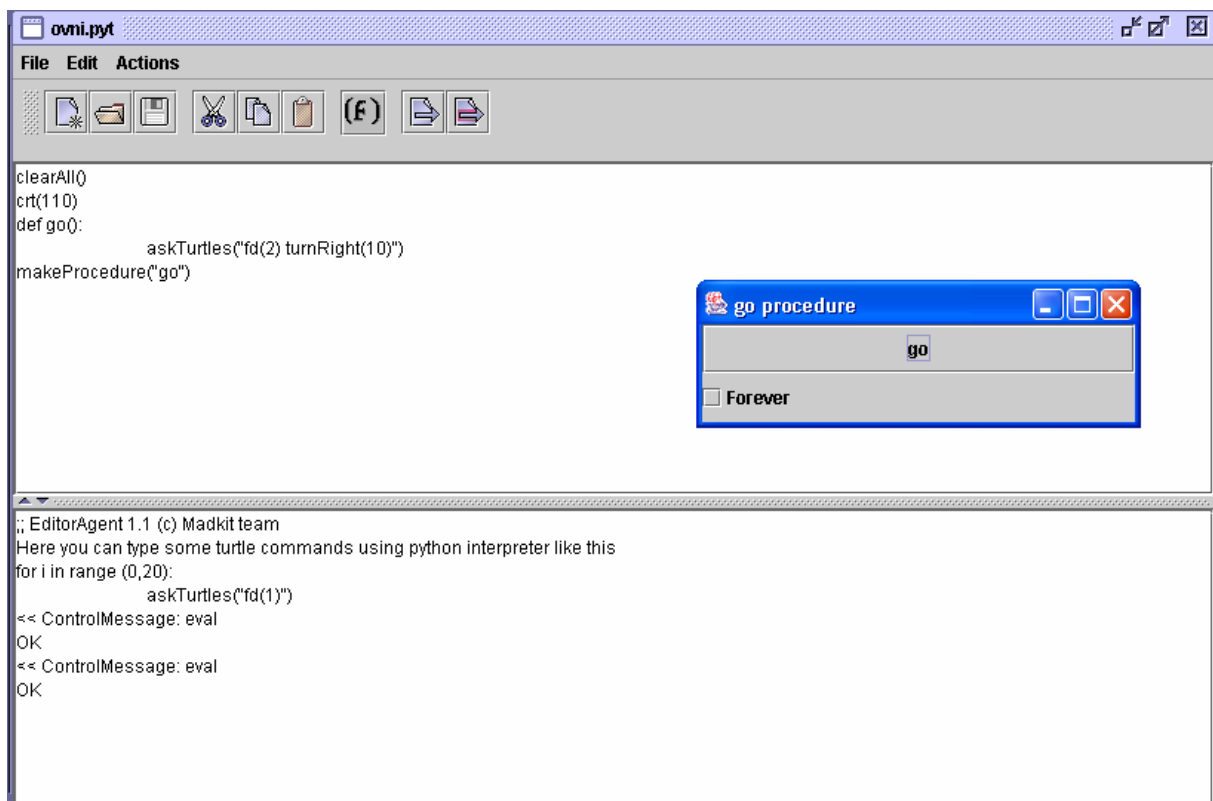 ovni.pyt
File Edit Actions
(F)
clearAll()
crt(110)
def go():
askTurtles("fd(2) turnRight(10)")
makeProcedure("go")
go procedure
go
Forever
;; EditorAgent 1.1 (c) Madkit team
Here you can type some turtle commands using python interpreter like this
for i in range (0,20):
askTurtles("fd(1)")
<< ControlMessage: eval
OK
<< ControlMessage: eval
OK